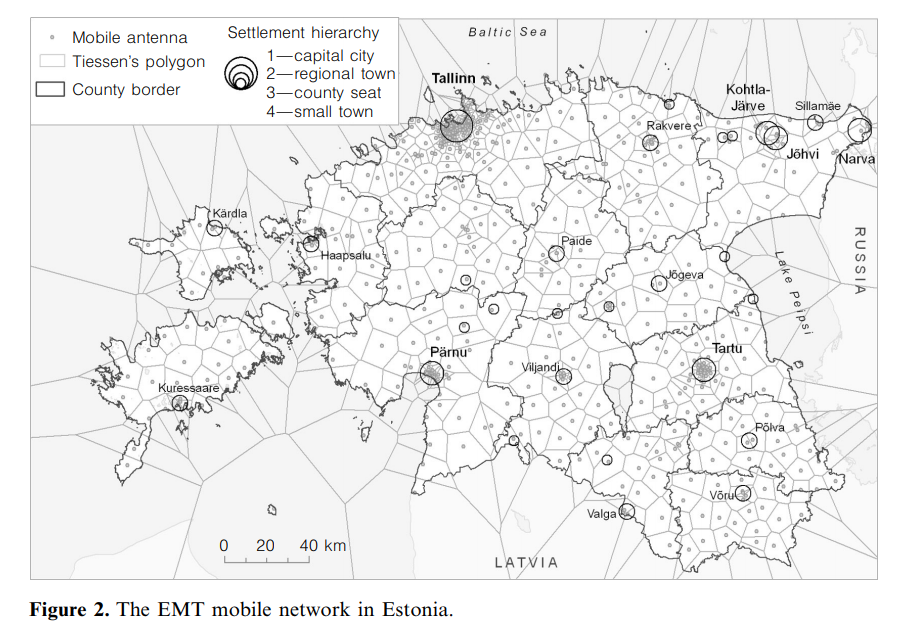 Mobile antenna
Tiessen's polygon
County border
Settlement hierarchy
1—capital city
2—regional town
3—county seat
4—small town
Baltic Sea
Tallinn
Kohtla-
Järve
Sillamäe
Rakvere
Jõhvi
Narva
Kärdla
Haapsalu
Paide
RUSSIA
Lake Peipsi
Jõgeva
Pärnu
Tartu
Viljandi
Kuressaare
Põlva
Võru
Valga
0 20 40 km
LATVIA
Figure 2. The EMT mobile network in Estonia.